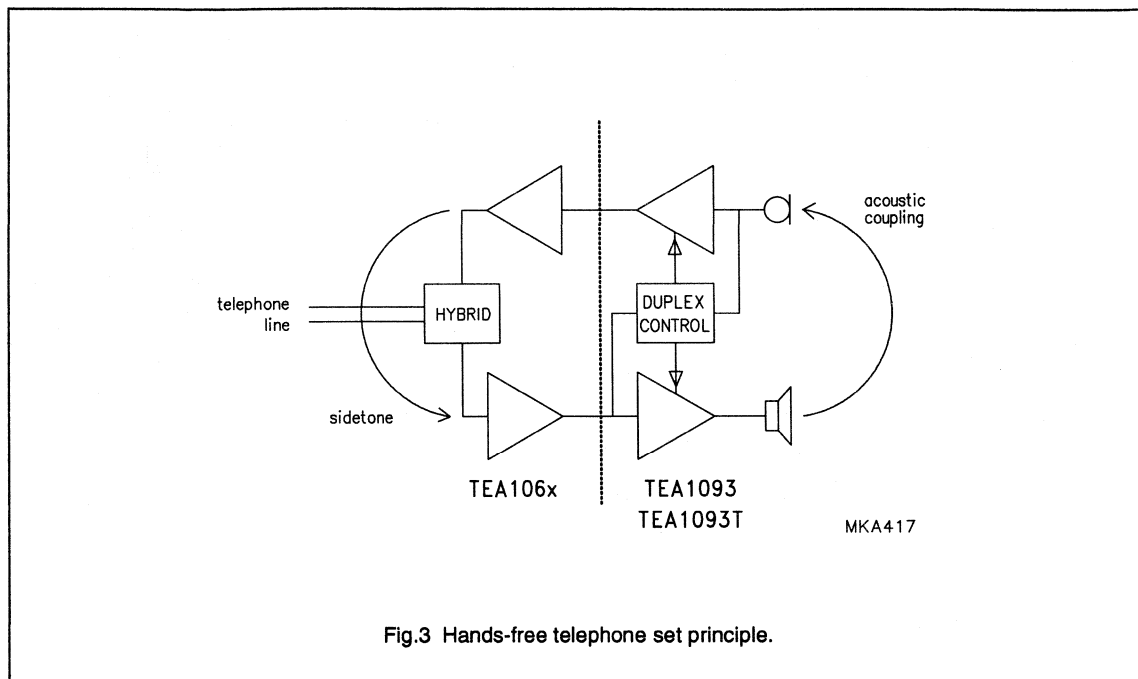 acoustic
coupling
telephone
line
HYBRID
DUPLEX
CONTROL
sidetone
TEA106x
TEA1093
TEA1093T
MKA417
Fig.3 Hands-free telephone set principle.